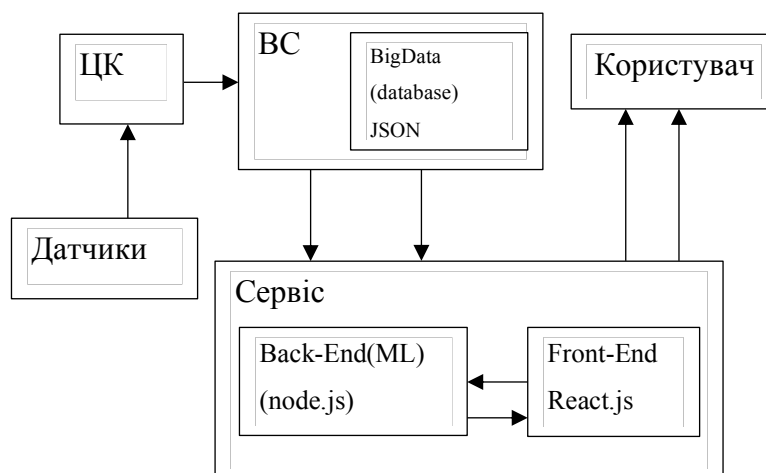 ЦК
ВС
BigData
(database)
JSON
Користувач
Датчики
Сервіс
Back-End(ML)
(node.js)
Front-End
React.js